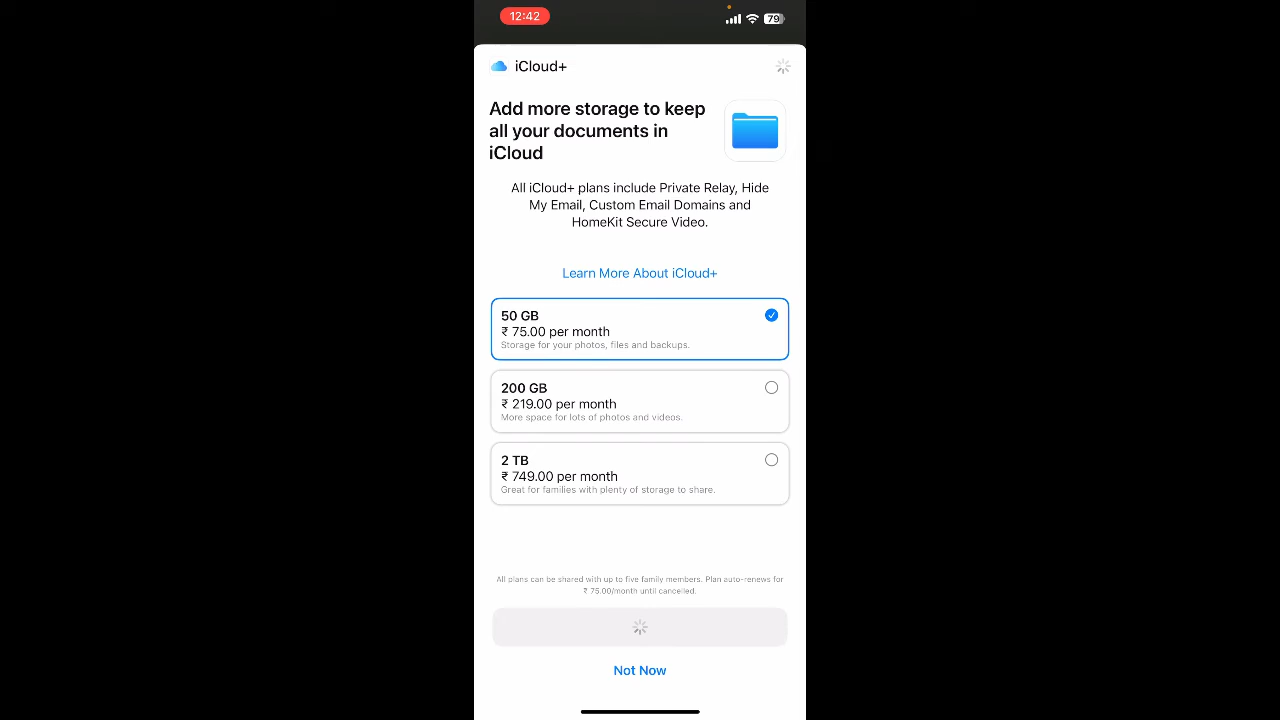 12:42
79
iCloud+
Add more storage to keep
all your documents in
iCloud
All iCloud+ plans include Private Relay, Hide
My Email, Custom Email Domains and
HomeKit Secure Video.
Learn More About iCloud+
50 GB
₹ 75.00 per month
Storage for your photos, files and backups.
200 GB
₹ 219.00 per month
More space for lots of photos and videos.
2 TB
₹ 749.00 per month
Great for families with plenty of storage to share.
All plans can be shared with up to five family members. Plan auto-renews for
₹ 75.00/month until cancelled.
Not Now